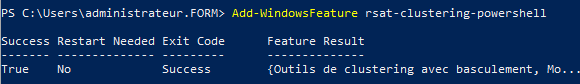 PS C:\Users\administrateur.FORM> Add-WindowsFeature rsat-clustering-powershell
Success Restart Needed Exit Code      Feature Result
------- -------------- ---------      --------------
True    No             Success        {Outils de clustering avec basculement, Mo...